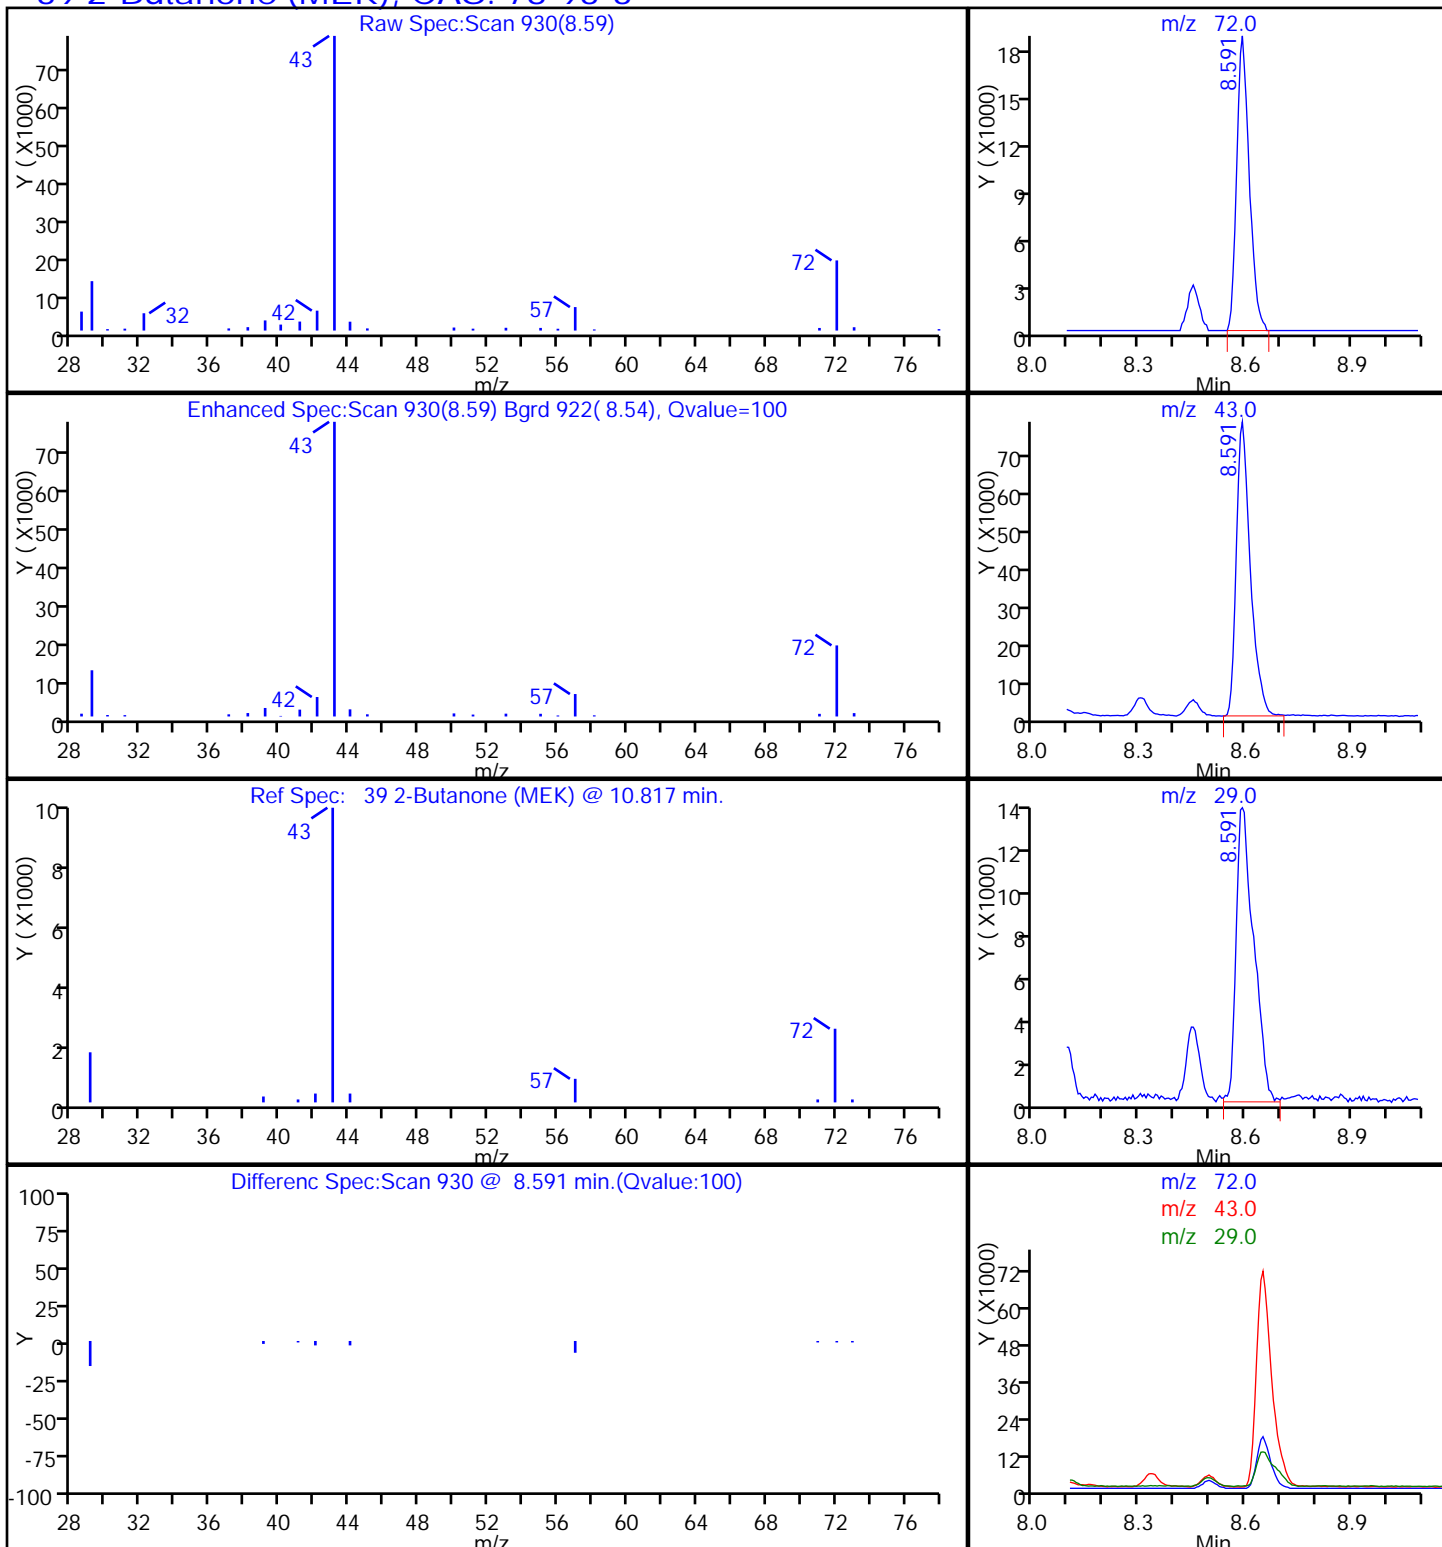 39 2-Butanone (MEK), CAS: 78-93-3
Raw Spec:Scan 930(8.59)
Y ( X1000)
70
60
50
40
30
20
10
0
43
32
42
57
72
28 32 36 40 44 48 52 56 60 64 68 72 76
m/z
m/z 72.0
Y ( X1000)
18
15
12
9
6
3
0
8.591
8.0 8.3 8.6 8.9
Min
Enhanced Spec:Scan 930(8.59) Bgrd 922( 8.54), Qvalue=100
Y ( X1000)
70
60
50
40
30
20
10
0
43
42
57
72
28 32 36 40 44 48 52 56 60 64 68 72 76
m/z
m/z 43.0
Y ( X1000)
70
60
50
40
30
20
10
0
8.591
8.0 8.3 8.6 8.9
Min
Ref Spec: 39 2-Butanone (MEK) @ 10.817 min.
Y ( X1000)
10
8
6
4
2
0
43
57
72
28 32 36 40 44 48 52 56 60 64 68 72 76
m/z
m/z 29.0
Y ( X1000)
14
12
10
8
6
4
2
0
8.591
8.0 8.3 8.6 8.9
Min
Differenc Spec:Scan 930 @ 8.591 min.(Qvalue:100)
Y
100
75
50
25
0
-25
-50
-75
-100
28 32 36 40 44 48 52 56 60 64 68 72 76
m/z
m/z 72.0
m/z 43.0
m/z 29.0
Y ( X1000)
72
60
48
36
24
12
0
8.0 8.3 8.6 8.9
Min